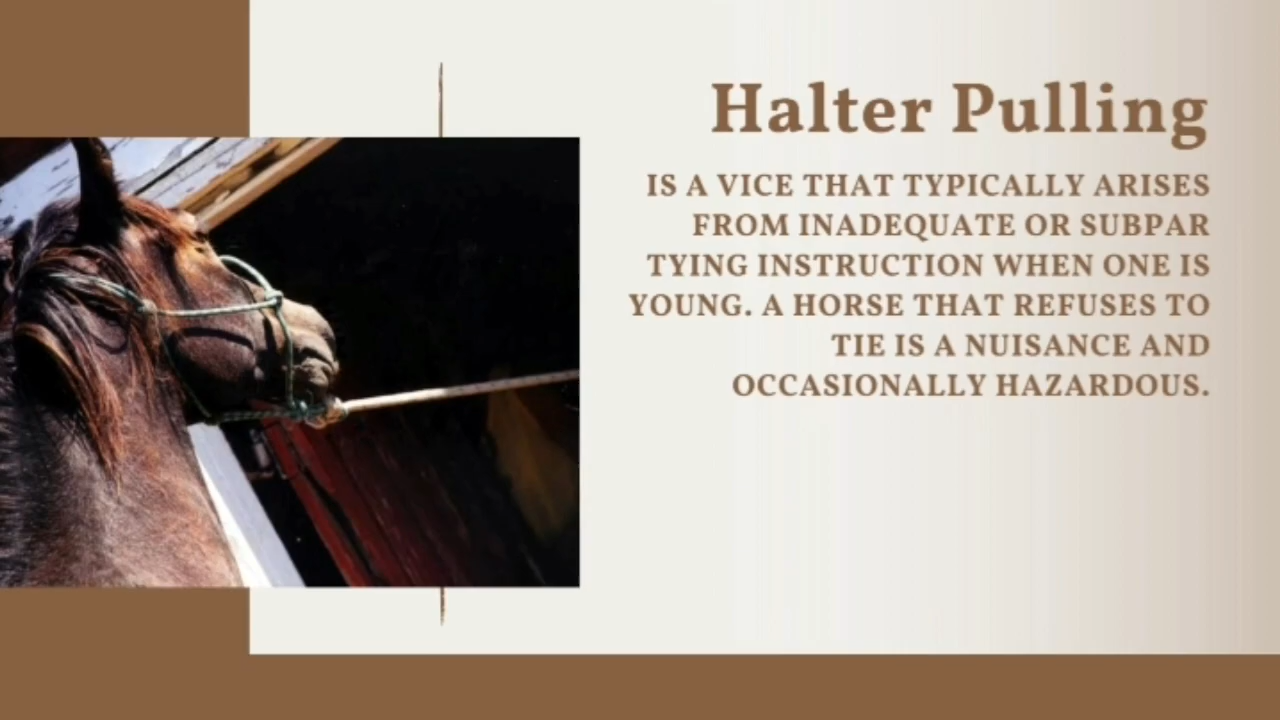 Halter Pulling
IS A VICE THAT TYPICALLY ARISES
FROM INADEQUATE OR SUBPAR
TYING INSTRUCTION WHEN ONE IS
YOUNG. A HORSE THAT REFUSES TO
TIE IS A NUISANCE AND
OCCASIONALLY HAZARDOUS.